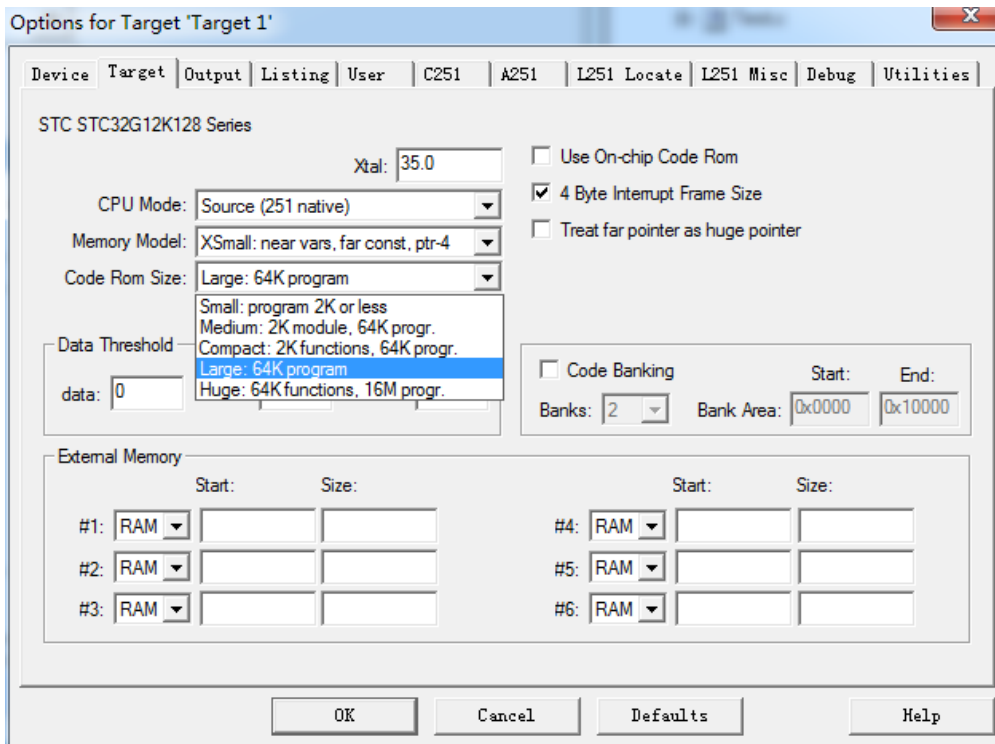 Options for Target 'Target 1'
Device Target Output Listing User C251 A251 L251 Locate L251 Misc Debug Utilities
STC STC32G12K128 Series
Xtal: 35.0
Use On-chip Code Rom
CPU Mode: Source (251 native)
4 Byte Interrupt Frame Size
Memory Model: XSmall: near vars, far const, ptr-4
Treat far pointer as huge pointer
Code Rom Size: Large: 64K program
Small: program 2K or less
Medium: 2K module, 64K progr.
Compact: 2K functions, 64K progr.
Large: 64K program
Huge: 64K functions, 16M progr.
Data Threshold
data: 0
Code Banking Start: End:
Banks: 2 Bank Area: 0x0000 0x10000
External Memory
Start: Size: Start: Size:
#1: RAM #4: RAM
#2: RAM #5: RAM
#3: RAM #6: RAM
OK Cancel Defaults Help